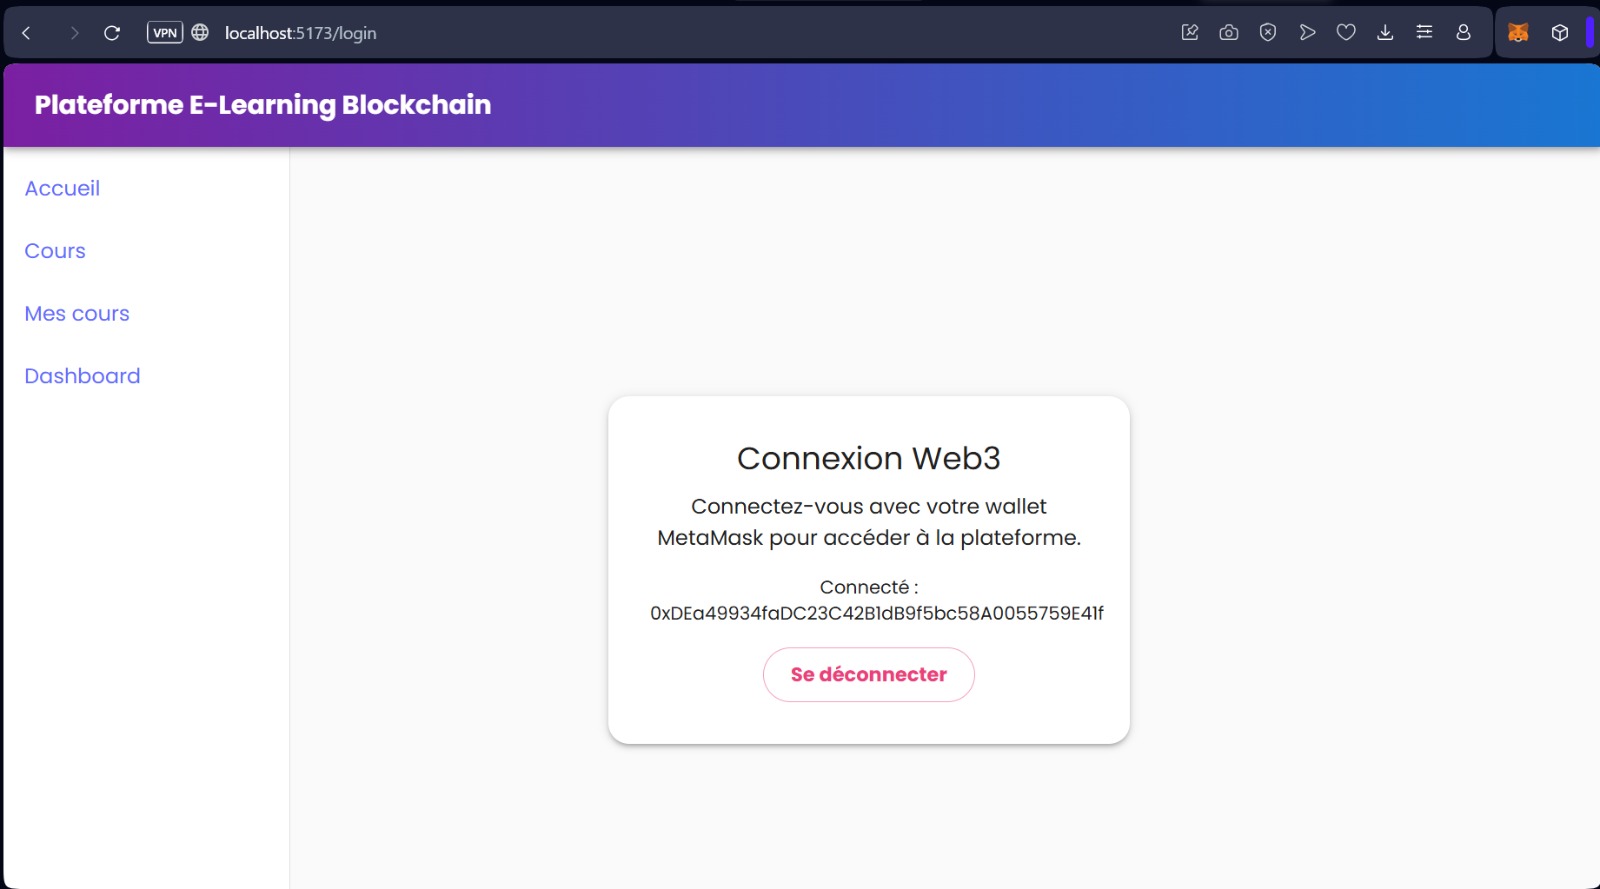 VPN
localhost:5173/login
Plateforme E-Learning Blockchain
Accueil
Cours
Mes cours
Dashboard
Connexion Web3
Connectez-vous avec votre wallet
MetaMask pour accéder à la plateforme.
Connecté :
0xDEa49934faDC23C42B1dB9f5bc58A0055759E41f
Se déconnecter